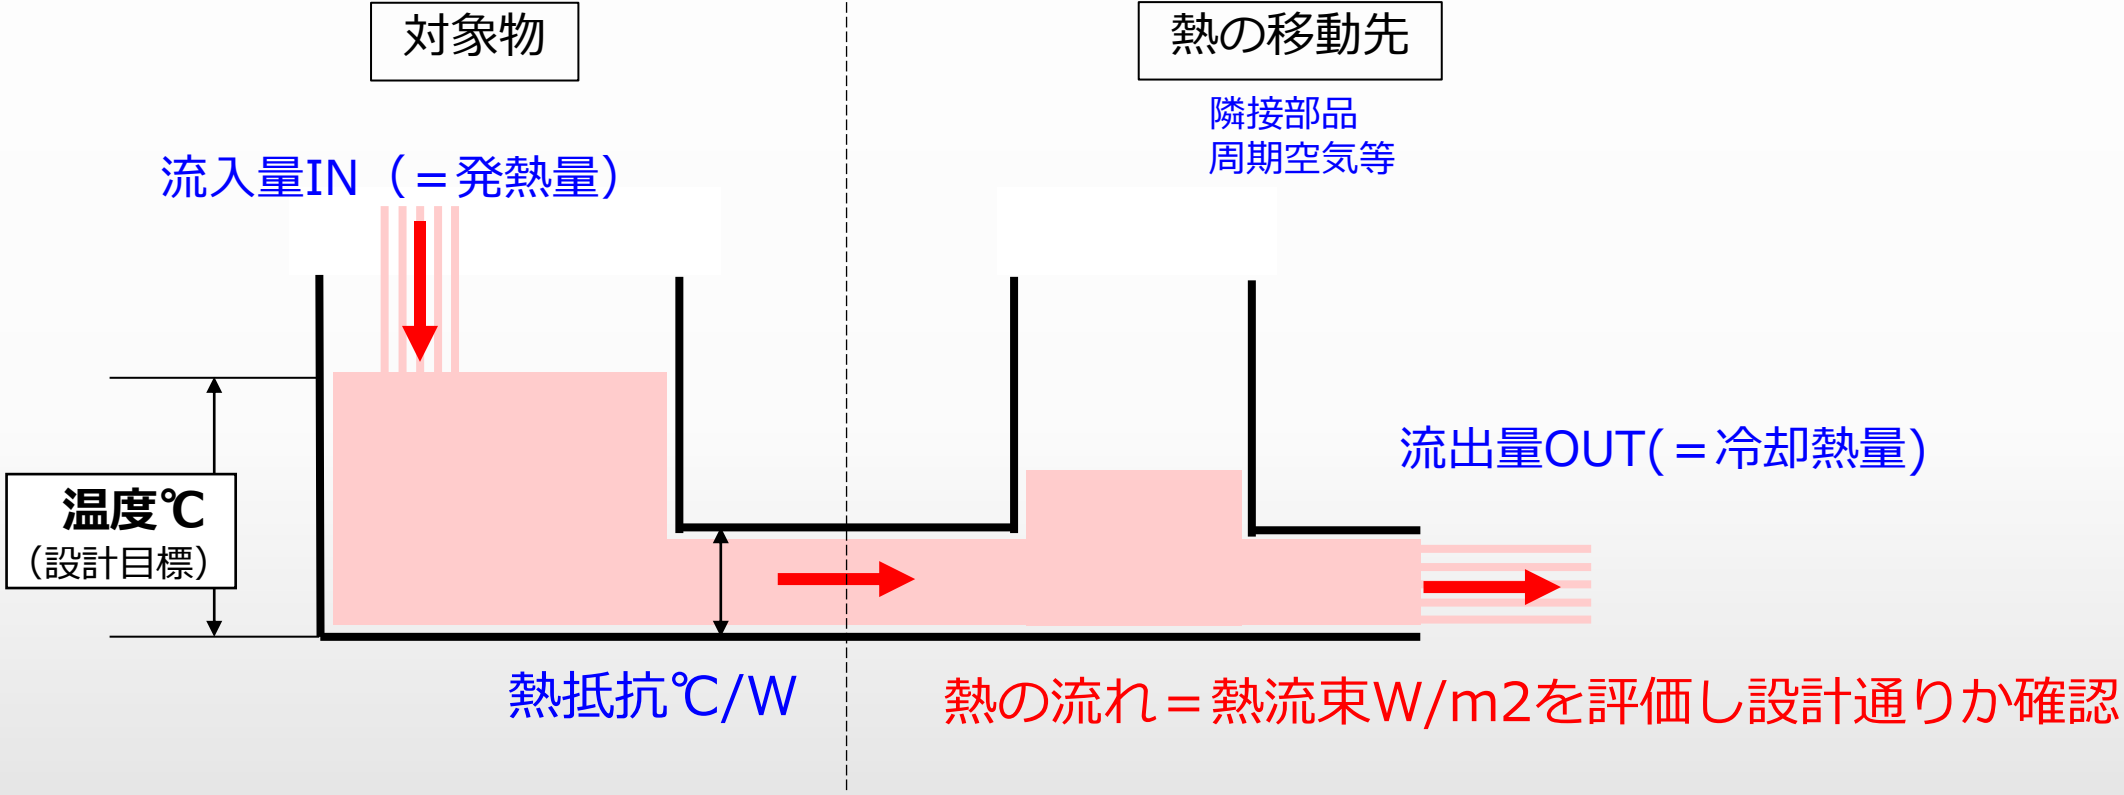 対象物
熱の移動先
隣接部品
周期空気等
流入量IN（＝発熱量）
流出量OUT(＝冷却熱量)
温度℃
（設計目標）
熱抵抗℃/W
熱の流れ＝熱流束W/m2を評価し設計通りか確認